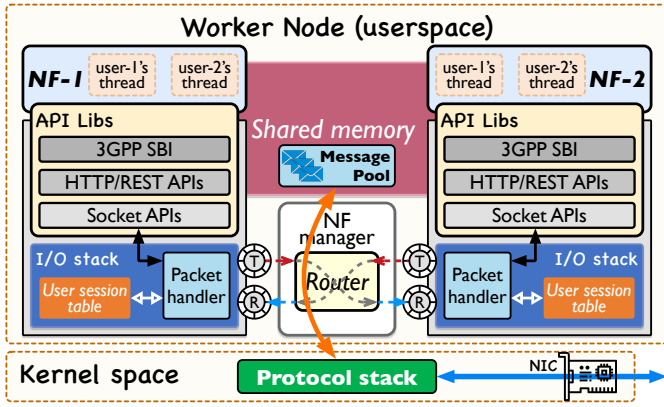 Worker Node (userspace)
NF-1
user-1's
thread
user-2's
thread
user-1's
thread
user-2's
thread
NF-2
API Libs
3GPP SBI
HTTP/REST APIs
Socket APIs
Shared memory
Message
Pool
API Libs
3GPP SBI
HTTP/REST APIs
Socket APIs
NF
manager
Router
I/O stack
User session
table
Packet
handler
T
R
T
R
I/O stack
Packet
handler
User session
table
Kernel space
Protocol stack
NIC